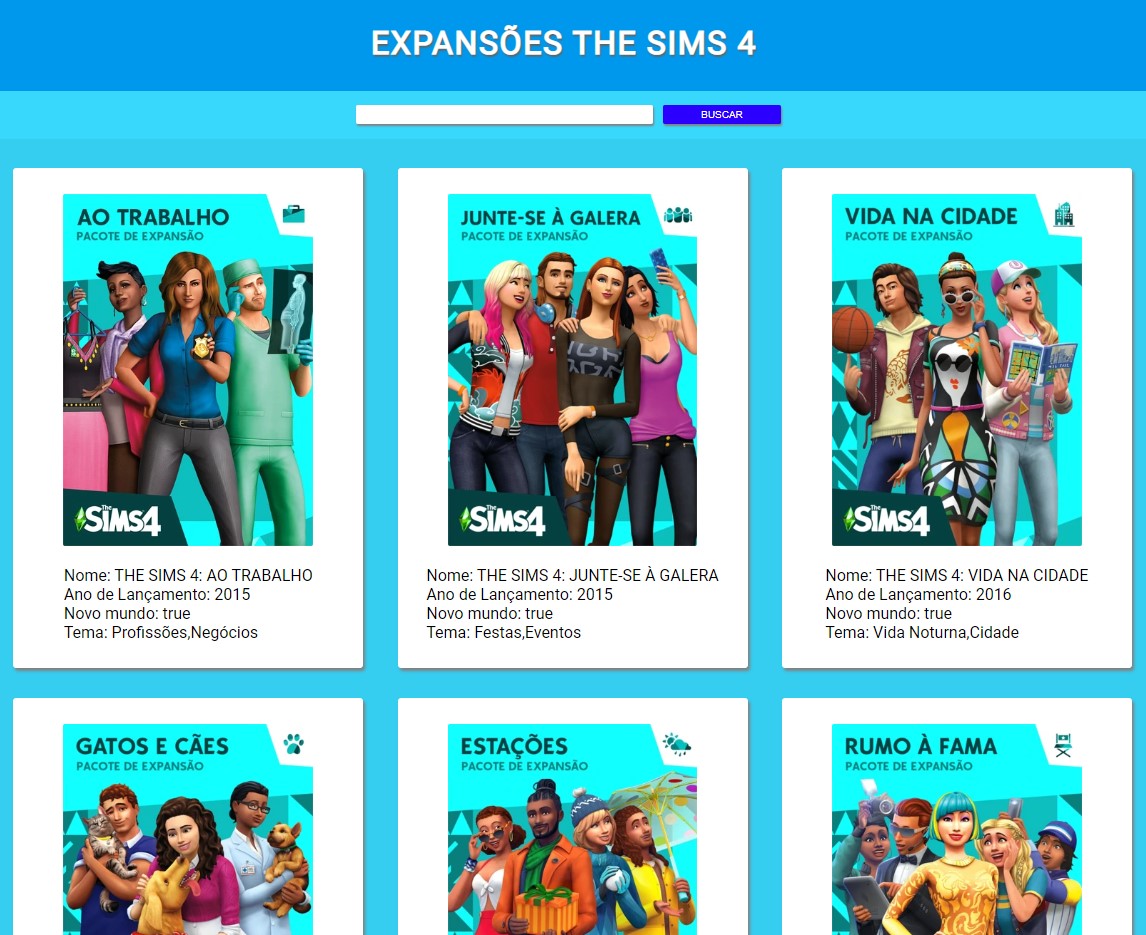 EXPANSÕES THE SIMS 4
BUSCAR
AO TRABALHO
PACOTE DE EXPANSÃO
The SiMS4
Nome: THE SIMS 4: AO TRABALHO
Ano de Lançamento: 2015
Novo mundo: true
Tema: Profissões,Negócios
JUNTE-SE À GALERA
PACOTE DE EXPANSÃO
The SiMS4
Nome: THE SIMS 4: JUNTE-SE À GALERA
Ano de Lançamento: 2015
Novo mundo: true
Tema: Festas,Eventos
VIDA NA CIDADE
PACOTE DE EXPANSÃO
The SiMS4
Nome: THE SIMS 4: VIDA NA CIDADE
Ano de Lançamento: 2016
Novo mundo: true
Tema: Vida Noturna,Cidade
GATOS E CÃES
PACOTE DE EXPANSÃO
ESTAÇÕES
PACOTE DE EXPANSÃO
RUMO À FAMA
PACOTE DE EXPANSÃO